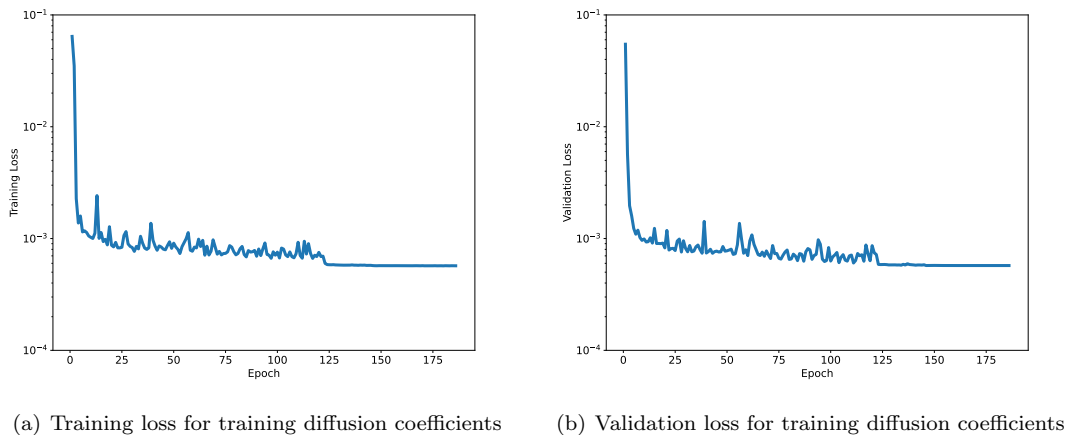 10⁻¹
10⁻²
10⁻³
10⁻⁴
Training Loss
0 25 50 75 100 125 150 175
Epoch
(a) Training loss for training diffusion coefficients
10⁻¹
10⁻²
10⁻³
10⁻⁴
Validation Loss
0 25 50 75 100 125 150 175
Epoch
(b) Validation loss for training diffusion coefficients